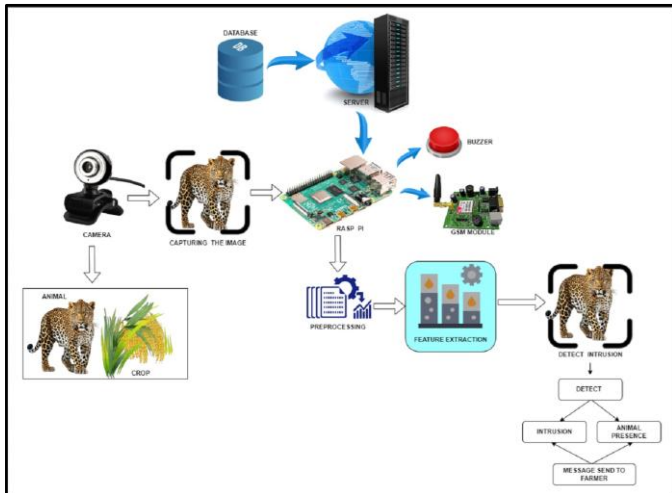 DATABASE
SERVER
BUZZER
CAMERA
CAPTURING THE IMAGE
RASP PI
GSM MODULE
ANIMAL
CROP
PREPROCESSING
FEATURE EXTRACTION
DETECT INTRUSION
DETECT
INTRUSION
ANIMAL
PRESENCE
MESSAGE SEND TO
FARMER